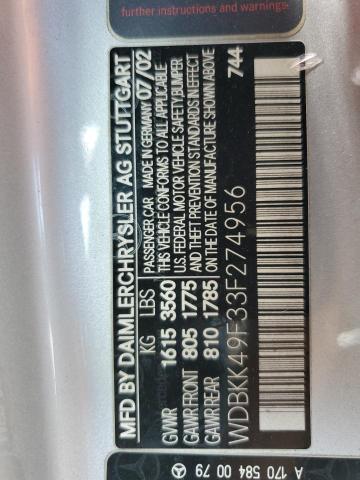 further instructions and warnings.
MFD BY DAIMLERCHRYSLER AG STUTTGART
KG LBS PASSENGER CAR MADE IN GERMANY 07/02
GVWR 1615 3560 THIS VEHICLE CONFORMS TO ALL APPLICABLE
U.S. FEDERAL MOTOR VEHICLE SAFETY BUMPER
GAWR FRONT 805 1775 AND THEFT PREVENTION STANDARDS IN EFFECT
GAWR REAR 810 1785 ON THE DATE OF MANUFACTURE SHOWN ABOVE
WDBKK49F33F274956 744
A 170 584 00 79